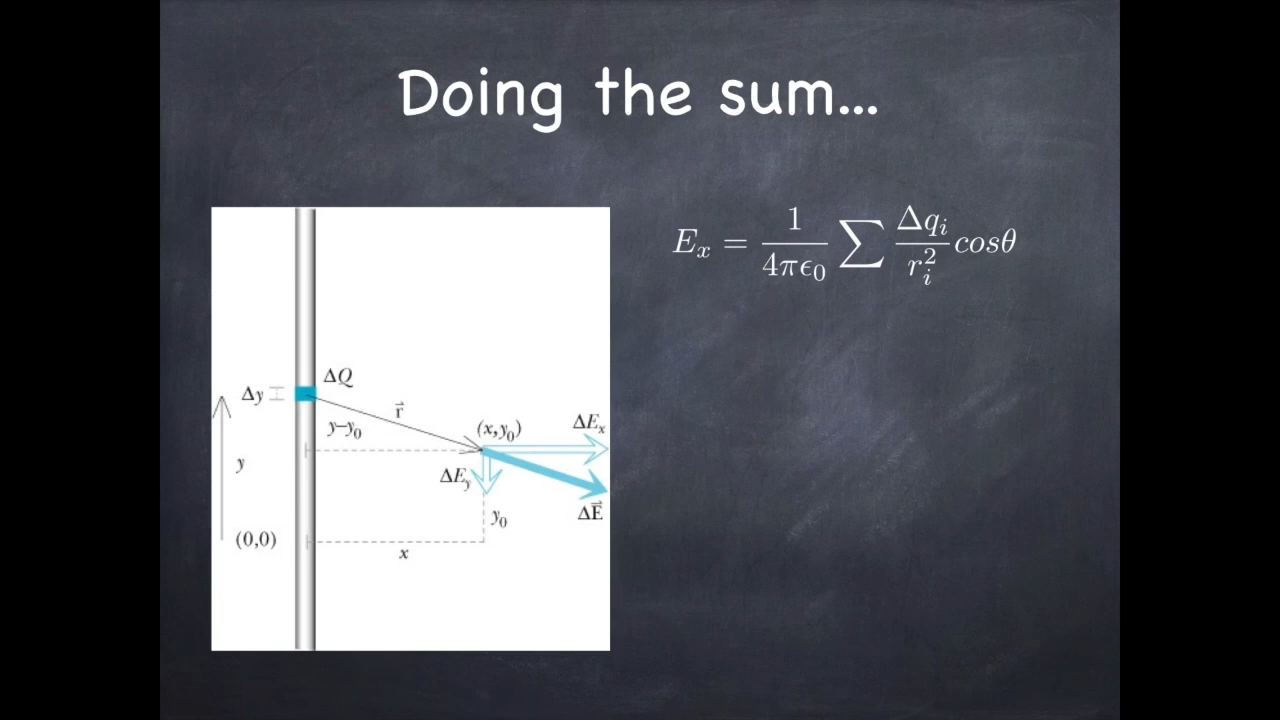 Doing the sum...
E_x = \frac{1}{4\pi\epsilon_0} \sum \frac{\Delta q_i}{r_i^2} cos\theta
ΔQ
Δy
r⃗
y–y₀
(x,y₀)
ΔEₓ
y
ΔE_y
ΔE⃗
y₀
(0,0)
x